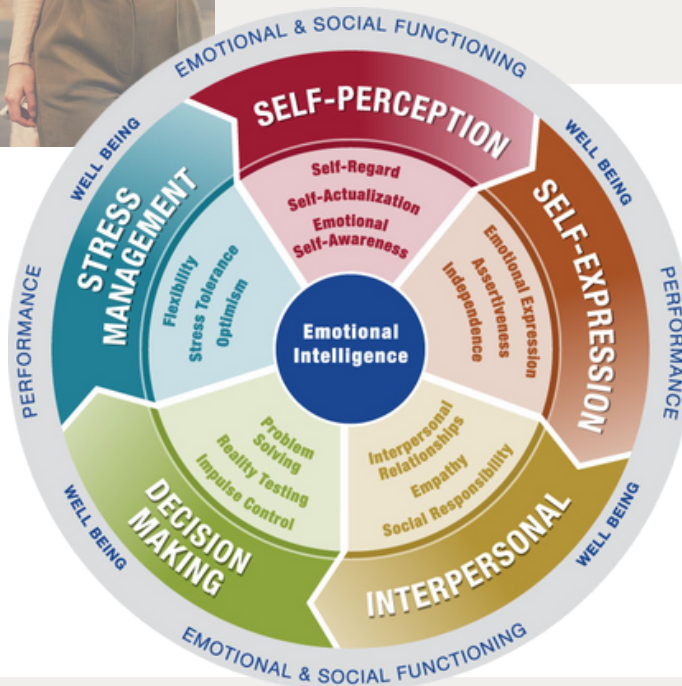 EMOTIONAL & SOCIAL FUNCTIONING
WELL BEING
WELL BEING
PERFORMANCE
PERFORMANCE
SELF-PERCEPTION
Self-Regard
Self-Actualization
Emotional
Self-Awareness
SELF-EXPRESSION
Emotional Expression
Assertiveness
Independence
STRESS
MANAGEMENT
Flexibility
Stress Tolerance
Optimism
Emotional
Intelligence
Interpersonal
Relationships
Empathy
Social Responsibility
INTERPERSONAL
Problem
Solving
Reality Testing
Impulse Control
DECISION
MAKING
WELL BEING
WELL BEING
EMOTIONAL & SOCIAL FUNCTIONING